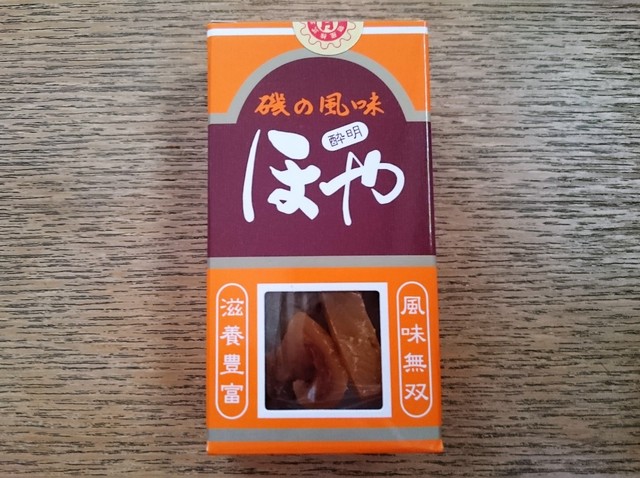 磯の風味
酔明
ほや
滋養豊富
風味無双